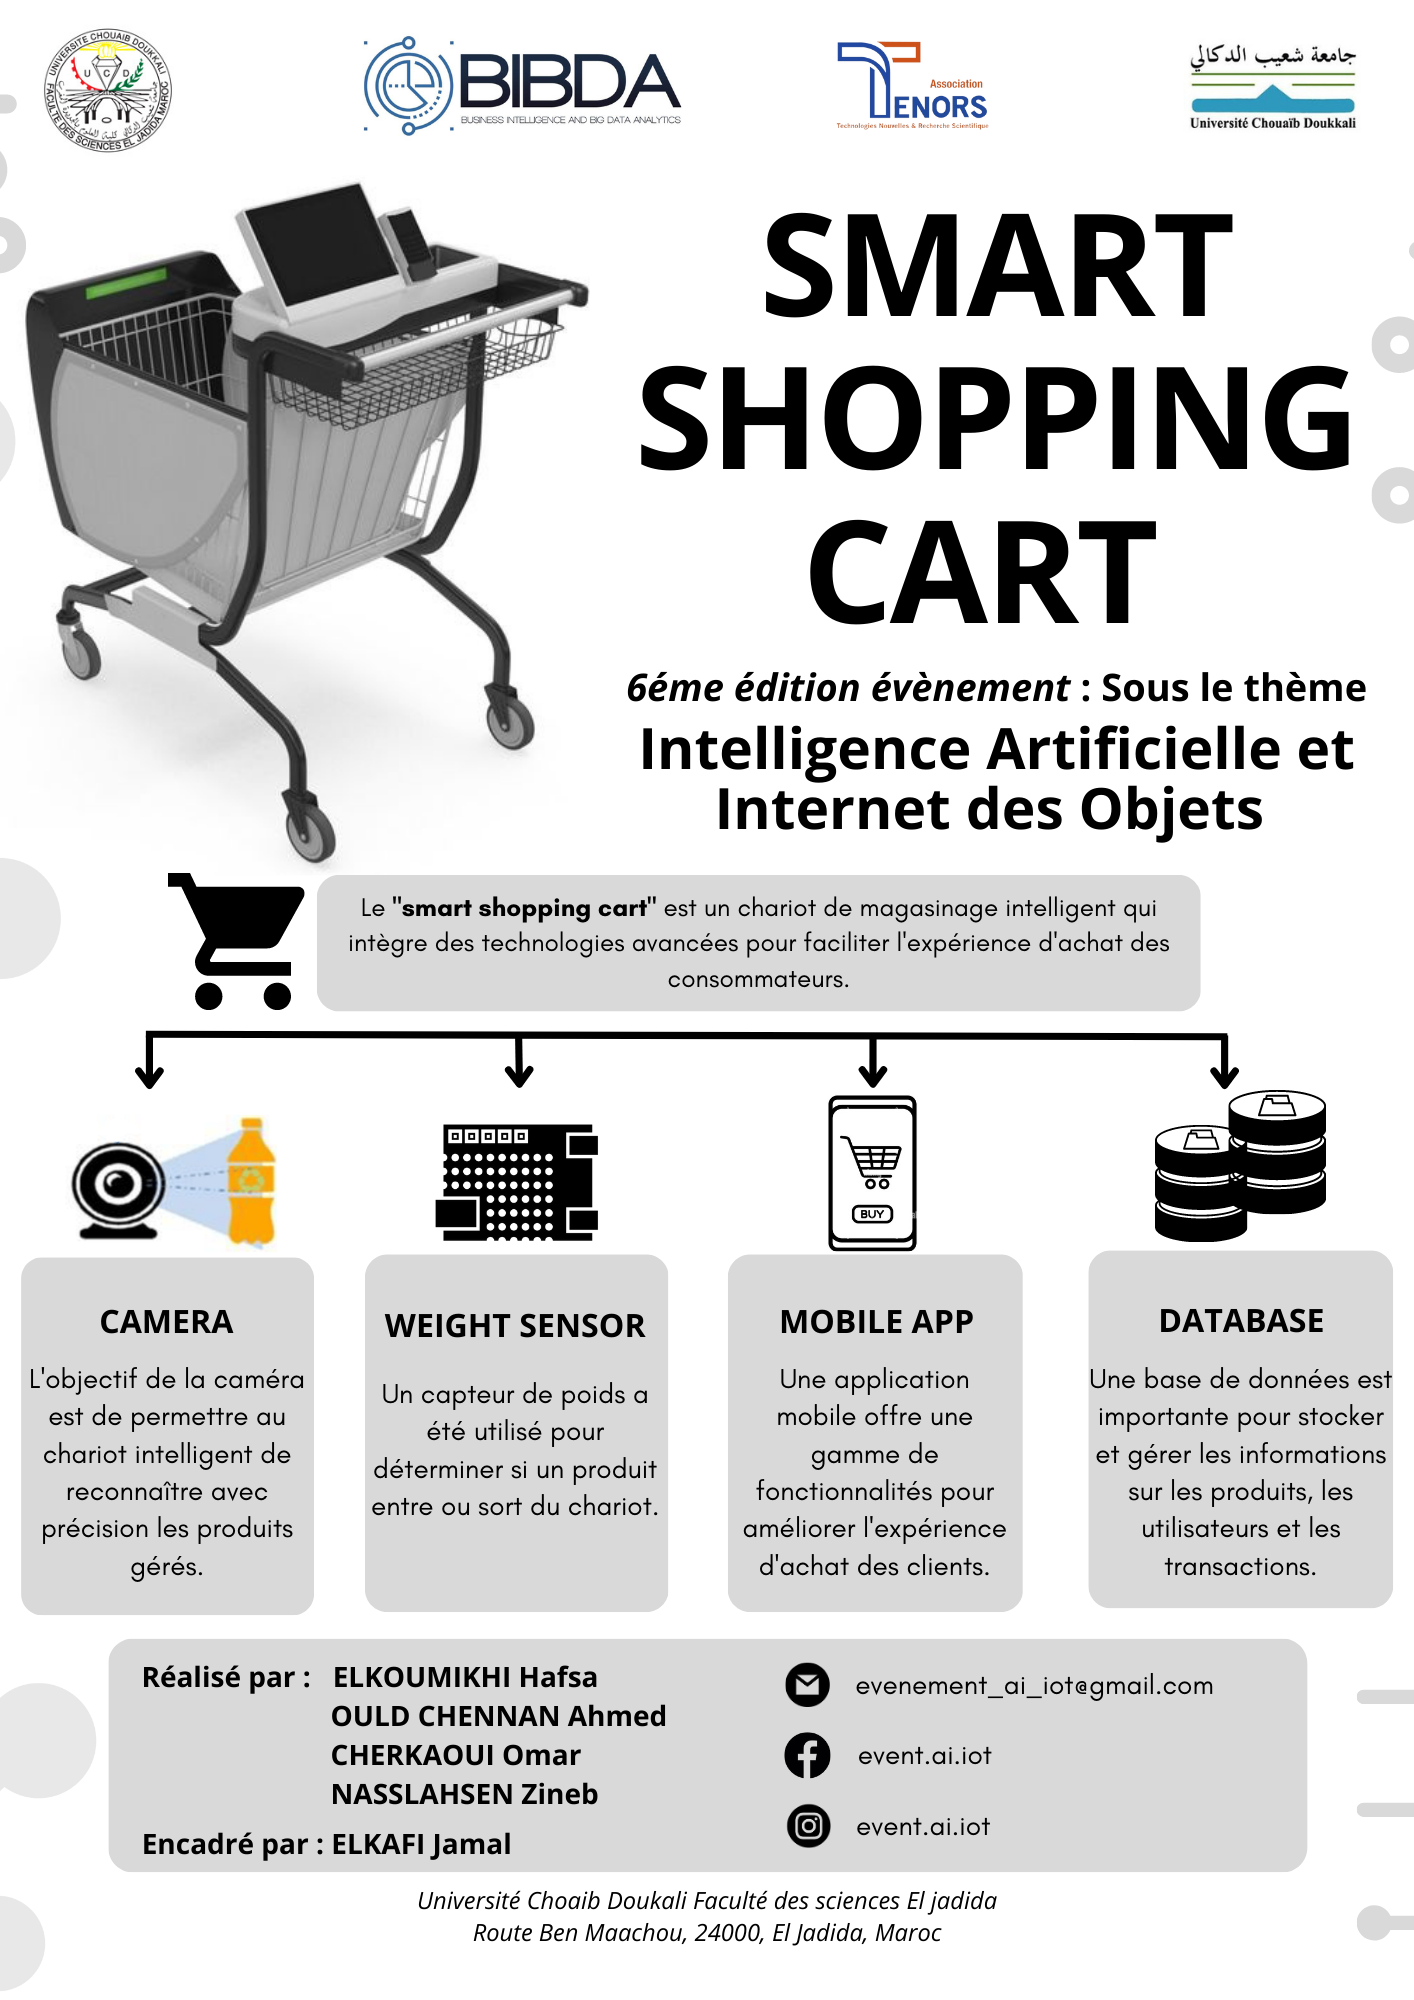 UNIVERSITE CHOUAIB DOUKKALI
FACULTE DES SCIENCES EL JADIDA MAROC
U C D
BIBDA
BUSINESS INTELLIGENCE AND BIG DATA ANALYTICS
Association
TENORS
Technologies Nouvelles & Recherche Scientifique
جامعة شعيب الدكالي
Université Chouaïb Doukkali
SMART
SHOPPING
CART
6éme édition évènement : Sous le thème
Intelligence Artificielle et
Internet des Objets
Le "smart shopping cart" est un chariot de magasinage intelligent qui
intègre des technologies avancées pour faciliter l'expérience d'achat des
consommateurs.
BUY
CAMERA
L'objectif de la caméra
est de permettre au
chariot intelligent de
reconnaître avec
précision les produits
gérés.
WEIGHT SENSOR
Un capteur de poids a
été utilisé pour
déterminer si un produit
entre ou sort du chariot.
MOBILE APP
Une application
mobile offre une
gamme de
fonctionnalités pour
améliorer l'expérience
d'achat des clients.
DATABASE
Une base de données est
importante pour stocker
et gérer les informations
sur les produits, les
utilisateurs et les
transactions.
Réalisé par : ELKOUMIKHI Hafsa
OULD CHENNAN Ahmed
CHERKAOUI Omar
NASSLAHSEN Zineb
Encadré par : ELKAFI Jamal
evenement_ai_iot@gmail.com
event.ai.iot
event.ai.iot
Université Choaib Doukali Faculté des sciences El jadida
Route Ben Maachou, 24000, El Jadida, Maroc